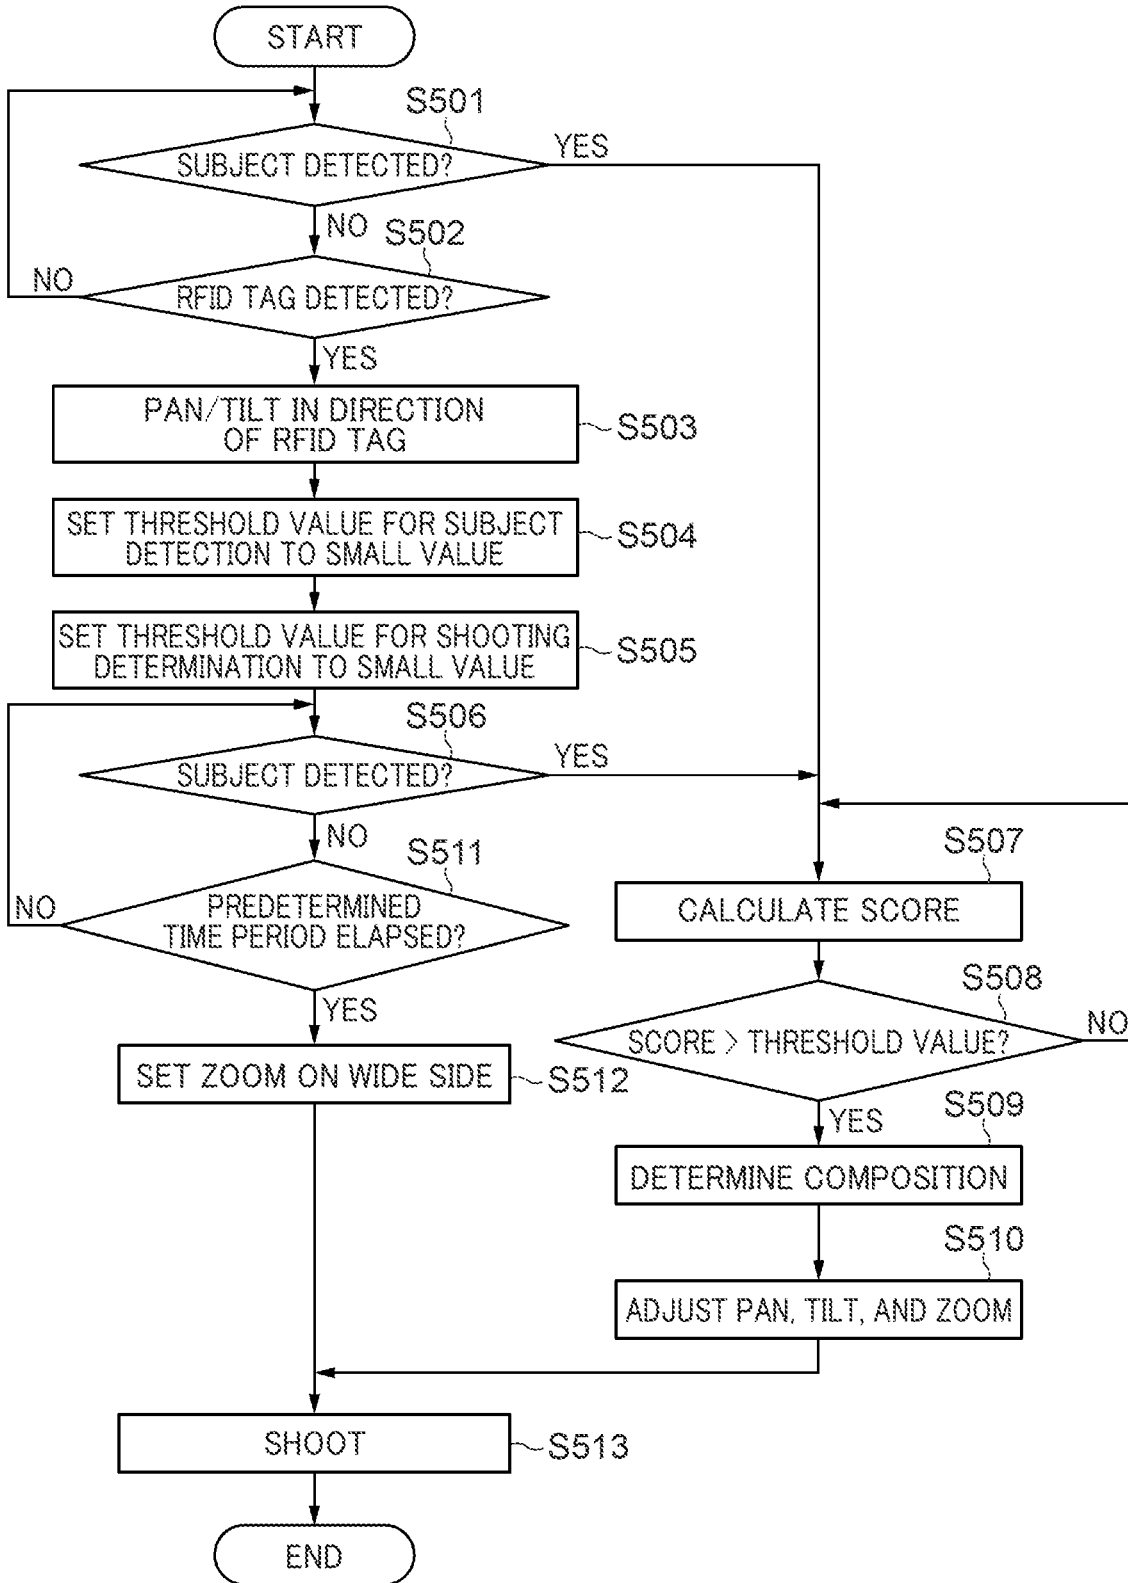 START
S501
SUBJECT DETECTED?
YES
NO
S502
RFID TAG DETECTED?
NO
YES
PAN/TILT IN DIRECTION
OF RFID TAG
S503
SET THRESHOLD VALUE FOR SUBJECT
DETECTION TO SMALL VALUE
S504
SET THRESHOLD VALUE FOR SHOOTING
DETERMINATION TO SMALL VALUE
S505
S506
SUBJECT DETECTED?
YES
NO
S511
PREDETERMINED
TIME PERIOD ELAPSED?
NO
YES
SET ZOOM ON WIDE SIDE
S512
S507
CALCULATE SCORE
S508
SCORE > THRESHOLD VALUE?
NO
YES
S509
DETERMINE COMPOSITION
S510
ADJUST PAN, TILT, AND ZOOM
SHOOT
S513
END